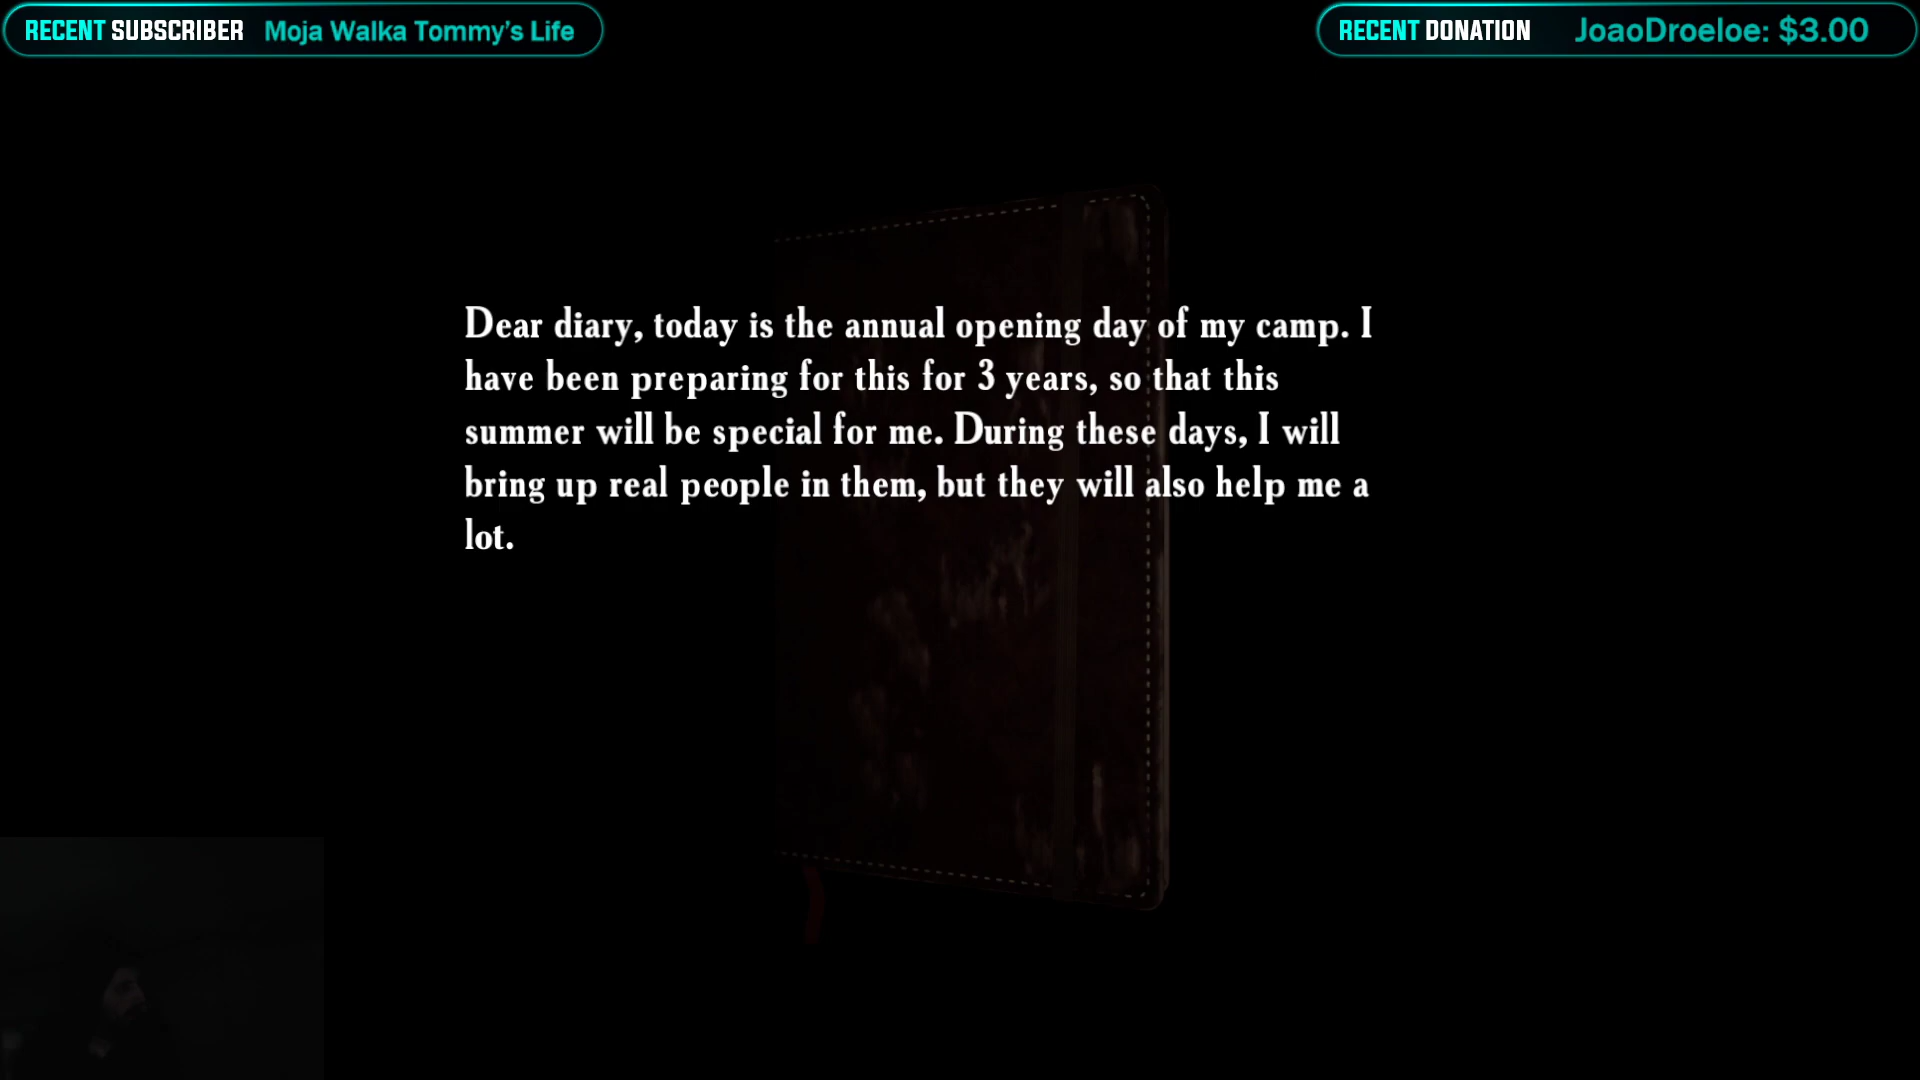 RECENT SUBSCRIBER Moja Walka Tommy's Life
RECENT DONATION JoaoDroeloe: $3.00
Dear diary, today is the annual opening day of my camp. I
have been preparing for this for 3 years, so that this
summer will be special for me. During these days, I will
bring up real people in them, but they will also help me a
lot.